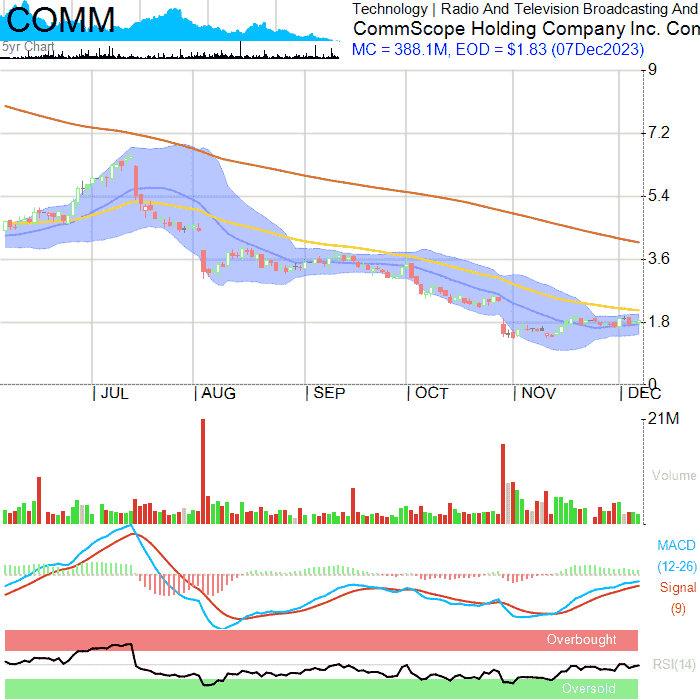 COMM
5yr Chart
Technology | Radio And Television Broadcasting And
CommScope Holding Company Inc. Com
MC = 388.1M, EOD = $1.83 (07Dec2023)
9
7.2
5.4
3.6
1.8
0
JUL AUG SEP OCT NOV DEC
21M
Volume
MACD
(12-26)
Signal
(9)
Overbought
RSI(14)
Oversold